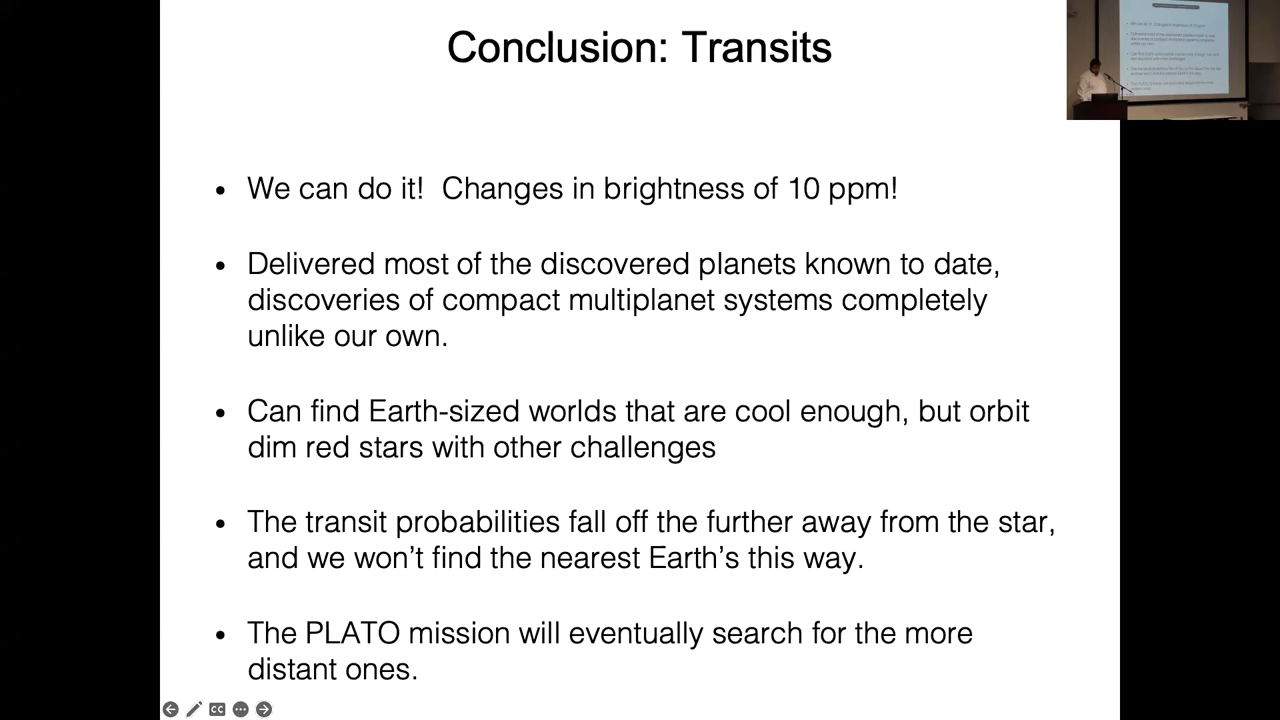 Conclusion: Transits
We can do it!  Changes in brightness of 10 ppm!
Delivered most of the discovered planets known to date,
discoveries of compact multiplanet systems completely
unlike our own.
Can find Earth-sized worlds that are cool enough, but orbit
dim red stars with other challenges
The transit probabilities fall off the further away from the star,
and we won't find the nearest Earth's this way.
The PLATO mission will eventually search for the more
distant ones.
CC